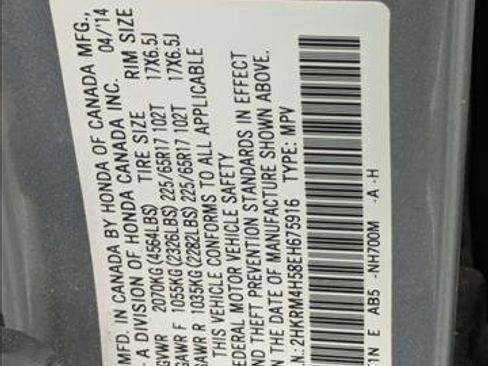 MFD. IN CANADA BY HONDA OF CANADA MFG.,
A DIVISION OF HONDA CANADA INC. 04/14
GVWR 2070KG (4564LBS) TIRE SIZE RIM SIZE
GAWR F 1055KG (2326LBS) 225/65R17 102T 17X6.5J
GAWR R 1035KG (2282LBS) 225/65R17 102T 17X6.5J
THIS VEHICLE CONFORMS TO ALL APPLICABLE
FEDERAL MOTOR VEHICLE SAFETY
AND THEFT PREVENTION STANDARDS IN EFFECT
ON THE DATE OF MANUFACTURE SHOWN ABOVE.
.N: 2HKRM4H58EH675916 TYPE: MPV
F1N E AB5 -NH700M -A -H